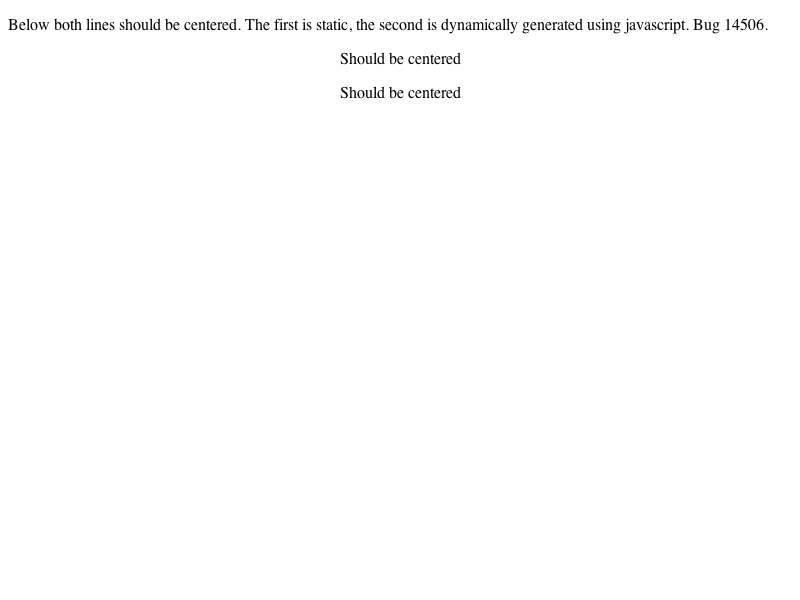 Below both lines should be centered. The first is static, the second is dynamically generated using javascript. Bug 14506.
Should be centered
Should be centered